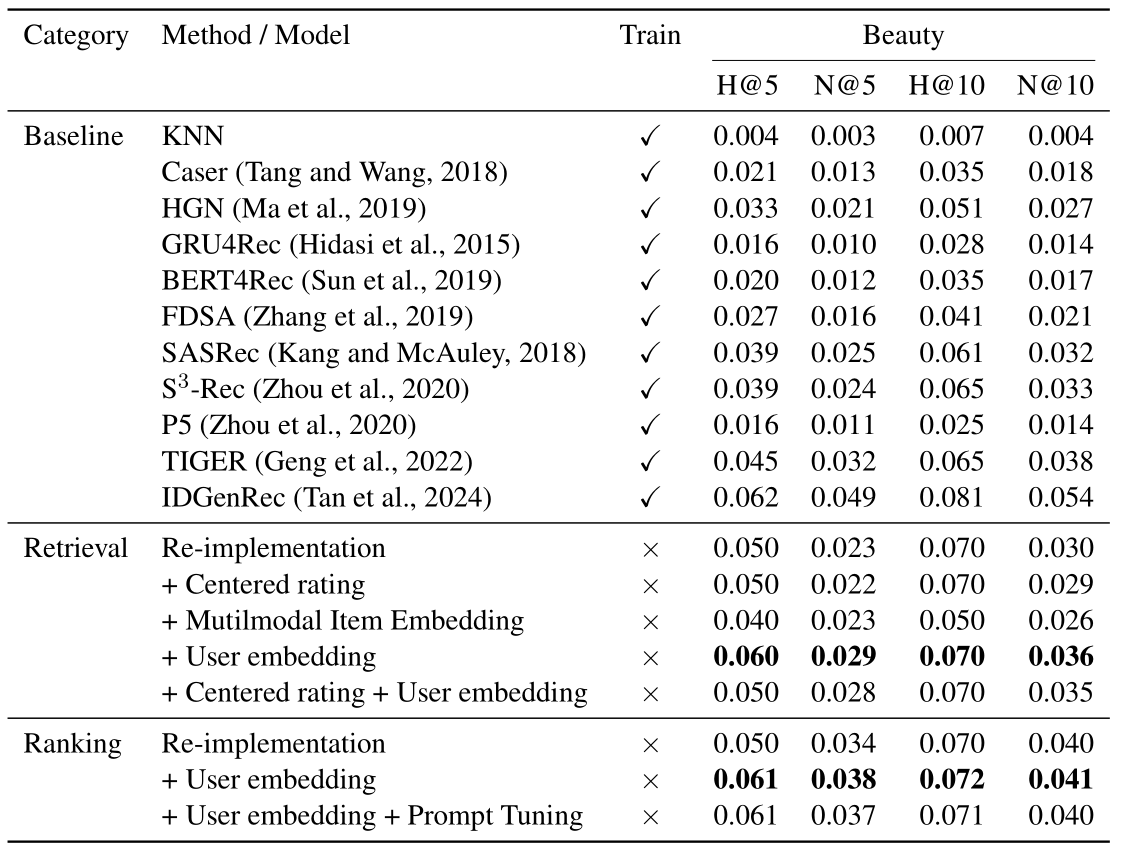 Category Method / Model Train Beauty
H@5 N@5 H@10 N@10
Baseline KNN ✓ 0.004 0.003 0.007 0.004
Caser (Tang and Wang, 2018) ✓ 0.021 0.013 0.035 0.018
HGN (Ma et al., 2019) ✓ 0.033 0.021 0.051 0.027
GRU4Rec (Hidasi et al., 2015) ✓ 0.016 0.010 0.028 0.014
BERT4Rec (Sun et al., 2019) ✓ 0.020 0.012 0.035 0.017
FDSA (Zhang et al., 2019) ✓ 0.027 0.016 0.041 0.021
SASRec (Kang and McAuley, 2018) ✓ 0.039 0.025 0.061 0.032
S³-Rec (Zhou et al., 2020) ✓ 0.039 0.024 0.065 0.033
P5 (Zhou et al., 2020) ✓ 0.016 0.011 0.025 0.014
TIGER (Geng et al., 2022) ✓ 0.045 0.032 0.065 0.038
IDGenRec (Tan et al., 2024) ✓ 0.062 0.049 0.081 0.054
Retrieval Re-implementation × 0.050 0.023 0.070 0.030
+ Centered rating × 0.050 0.022 0.070 0.029
+ Mutilmodal Item Embedding × 0.040 0.023 0.050 0.026
+ User embedding × 0.060 0.029 0.070 0.036
+ Centered rating + User embedding × 0.050 0.028 0.070 0.035
Ranking Re-implementation × 0.050 0.034 0.070 0.040
+ User embedding × 0.061 0.038 0.072 0.041
+ User embedding + Prompt Tuning × 0.061 0.037 0.071 0.040